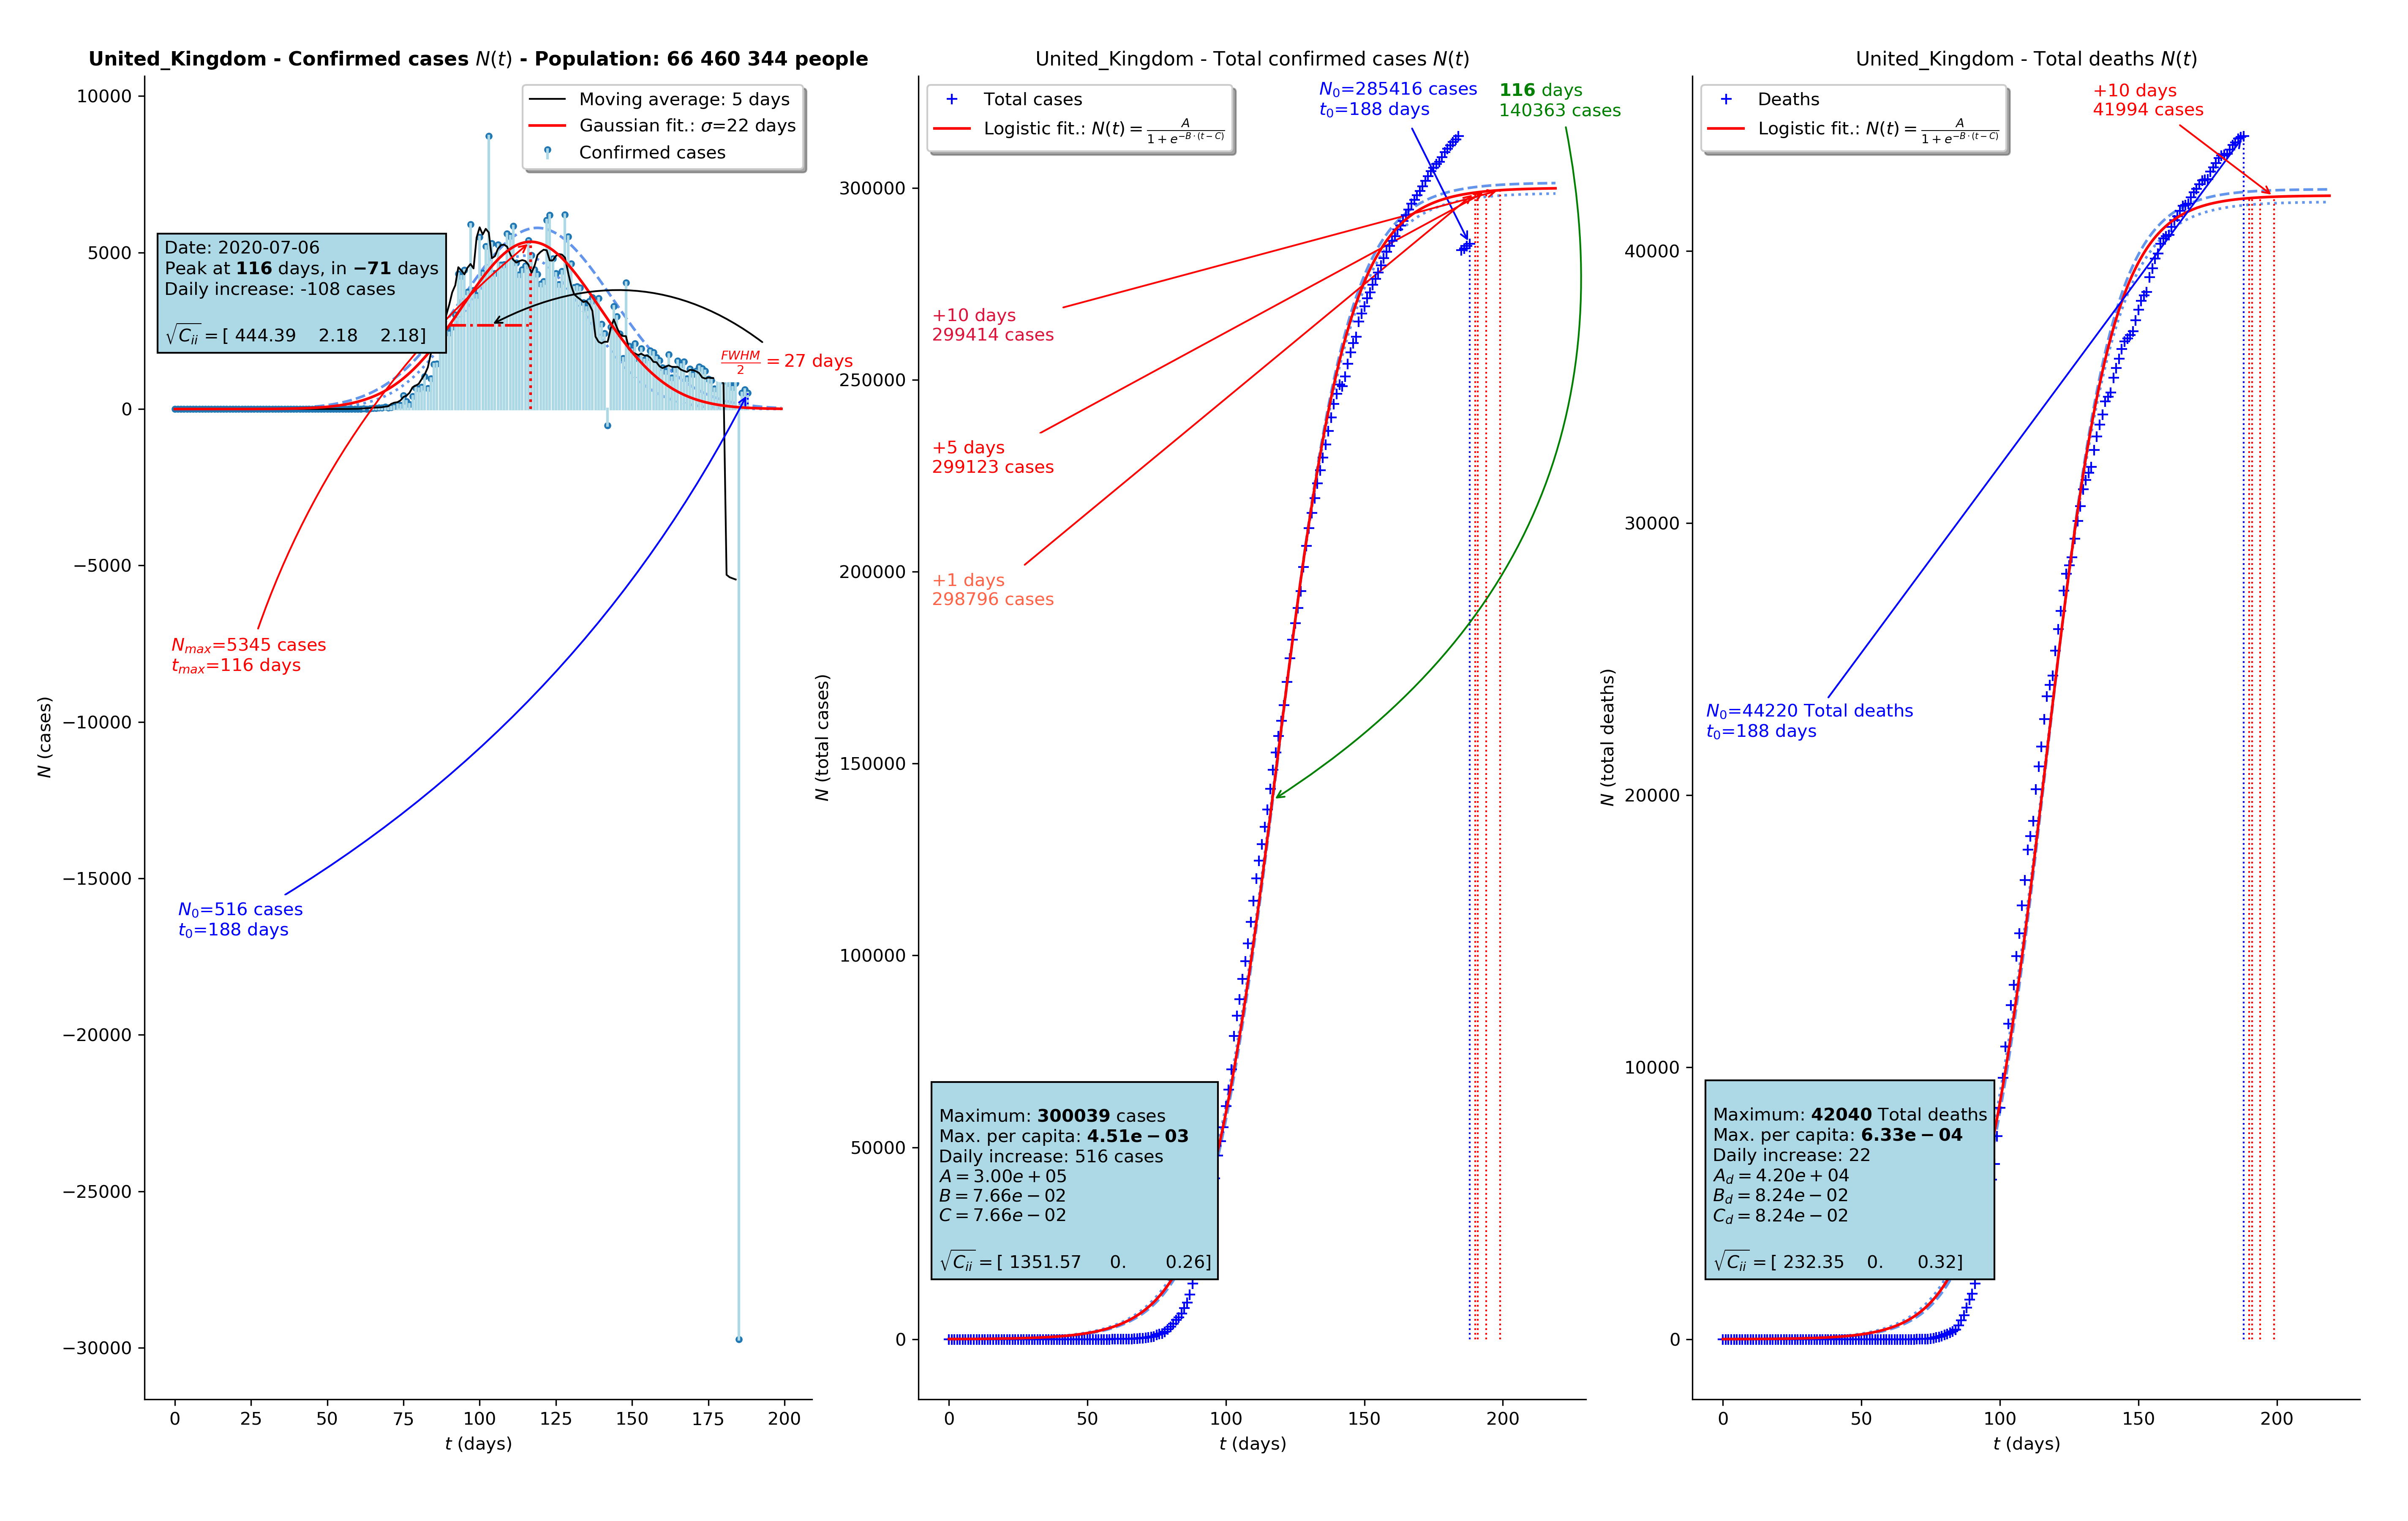 United_Kingdom - Confirmed cases N(t) - Population: 66 460 344 people
10000
5000
0
−5000
−10000
−15000
−20000
−25000
−30000
N (cases)
0 25 50 75 100 125 150 175 200
t (days)
Moving average: 5 days
Gaussian fit.: σ=22 days
Confirmed cases
Date: 2020-07-06
Peak at 116 days, in −71 days
Daily increase: -108 cases
√Cii = [ 444.39 2.18 2.18]
FWHM/2 = 27 days
Nmax=5345 cases
tmax=116 days
N0=516 cases
t0=188 days
United_Kingdom - Total confirmed cases N(t)
300000
250000
200000
150000
100000
50000
0
N (total cases)
0 50 100 150 200
t (days)
Total cases
Logistic fit.: N(t) = A/(1 + e^(−B·(t−C)))
N0=285416 cases
t0=188 days
116 days
140363 cases
+10 days
299414 cases
+5 days
299123 cases
+1 days
298796 cases
Maximum: 300039 cases
Max. per capita: 4.51e − 03
Daily increase: 516 cases
A = 3.00e + 05
B = 7.66e − 02
C = 7.66e − 02
√Cii = [ 1351.57 0. 0.26]
United_Kingdom - Total deaths N(t)
40000
30000
20000
10000
0
N (total deaths)
0 50 100 150 200
t (days)
Deaths
Logistic fit.: N(t) = A/(1 + e^(−B·(t−C)))
+10 days
41994 cases
N0=44220 Total deaths
t0=188 days
Maximum: 42040 Total deaths
Max. per capita: 6.33e − 04
Daily increase: 22
Ad = 4.20e + 04
Bd = 8.24e − 02
Cd = 8.24e − 02
√Cii = [ 232.35 0. 0.32]